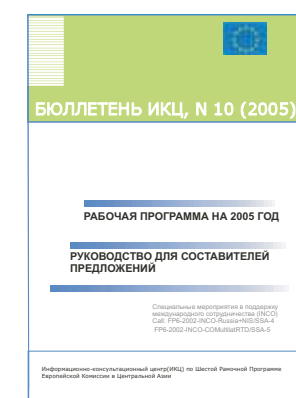 БЮЛЛЕТЕНЬ ИКЦ, N 10 (2005)
РАБОЧАЯ ПРОГРАММА НА 2005 ГОД
РУКОВОДСТВО ДЛЯ СОСТАВИТЕЛЕЙ
ПРЕДЛОЖЕНИЙ
Специальные мероприятия в поддержку
международного сотрудничества (INCO)
Call: FP6-2002-INCO-Russia+NIS/SSA-4
FP6-2002-INCO-COMultilatRTD/SSA-5
Информационно-консультационный центр(ИКЦ) по Шестой Рамочной Программе
Европейской Комиссии в Центральной Азии